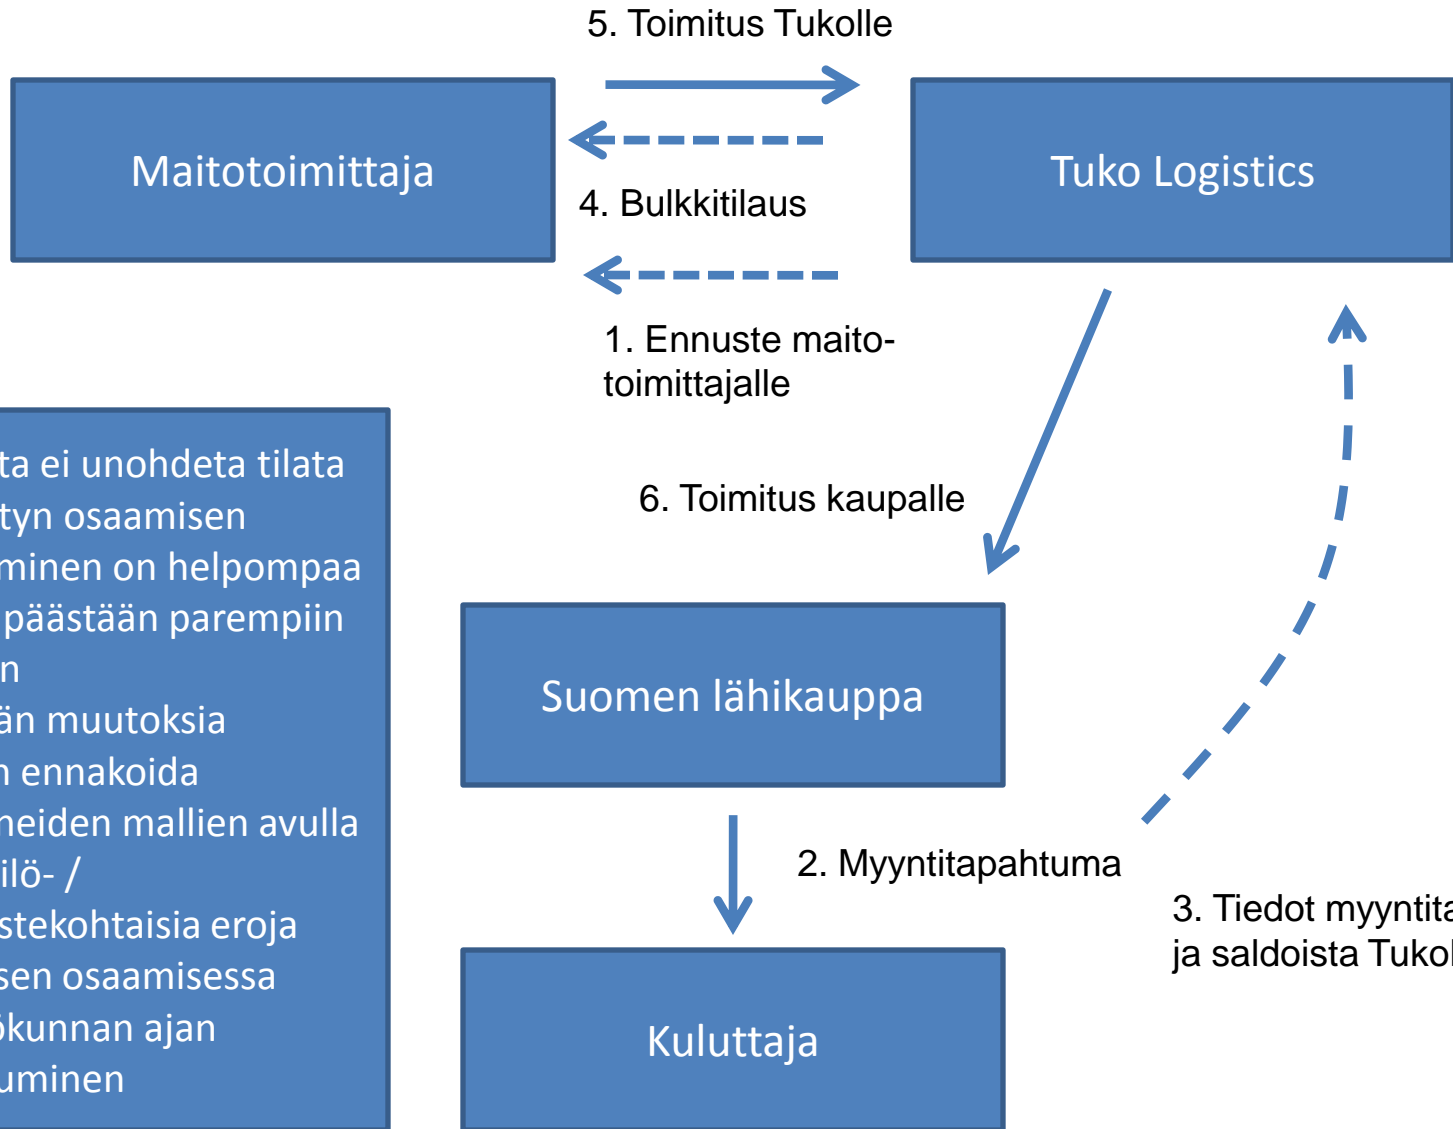 5. Toimitus Tukolle
Maitotoimittaja
Tuko Logistics
4. Bulkkitilaus
1. Ennuste maito-
toimittajalle
ta ei unohdeta tilata
tyn osaamisen
minen on helpompaa
päästään parempiin
n
än muutoksia
n ennakoida
neiden mallien avulla
ilö- /
stekohtaisia eroja
sen osaamisessa
ökunnan ajan
uminen
6. Toimitus kaupalle
Suomen lähikauppa
2. Myyntitapahtuma
3. Tiedot myyntita
ja saldoista Tukol
Kuluttaja